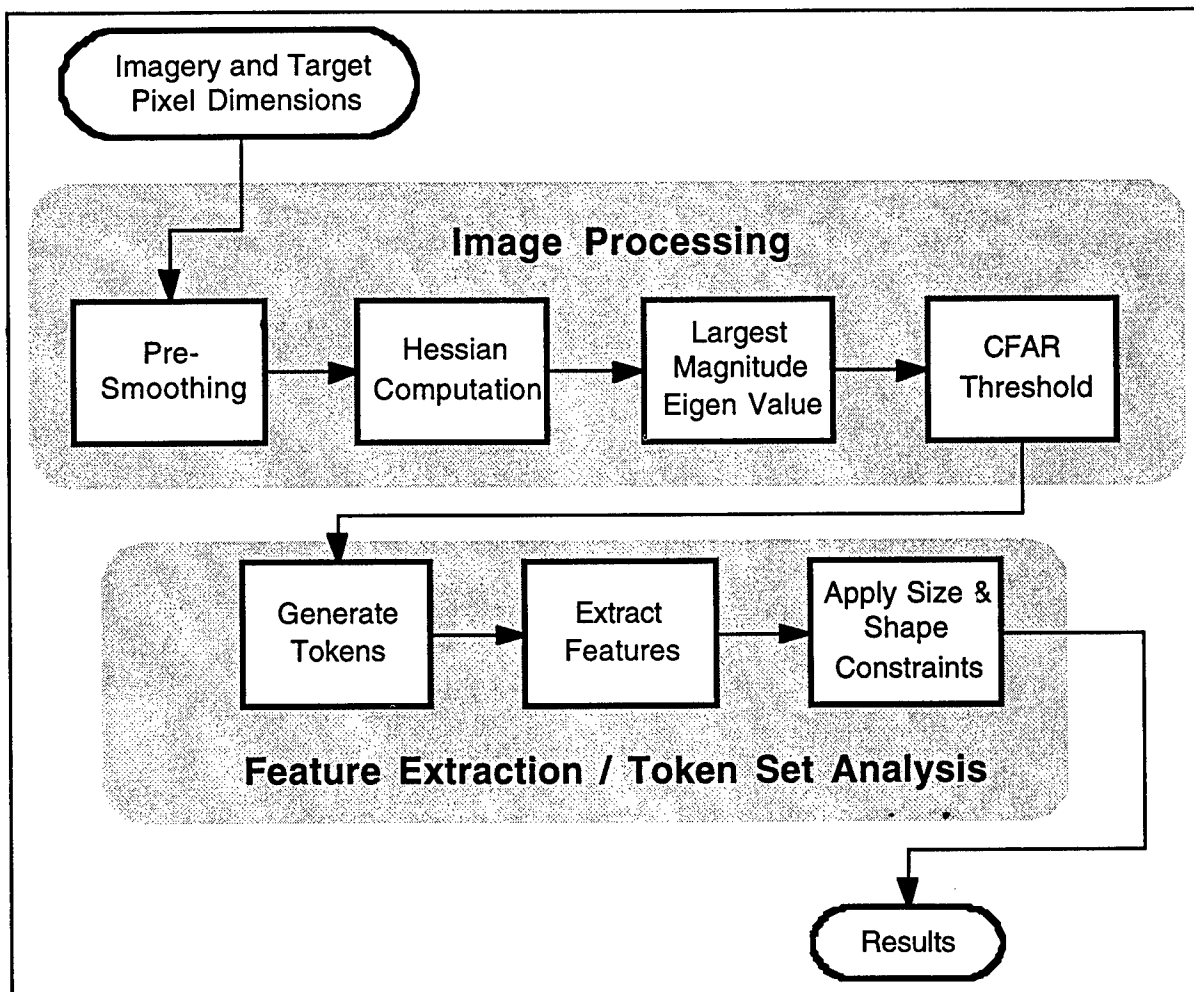 Imagery and Target
Pixel Dimensions
Image Processing
Pre-
Smoothing
Hessian
Computation
Largest
Magnitude
Eigen Value
CFAR
Threshold
Generate
Tokens
Extract
Features
Apply Size &
Shape
Constraints
Feature Extraction / Token Set Analysis
Results